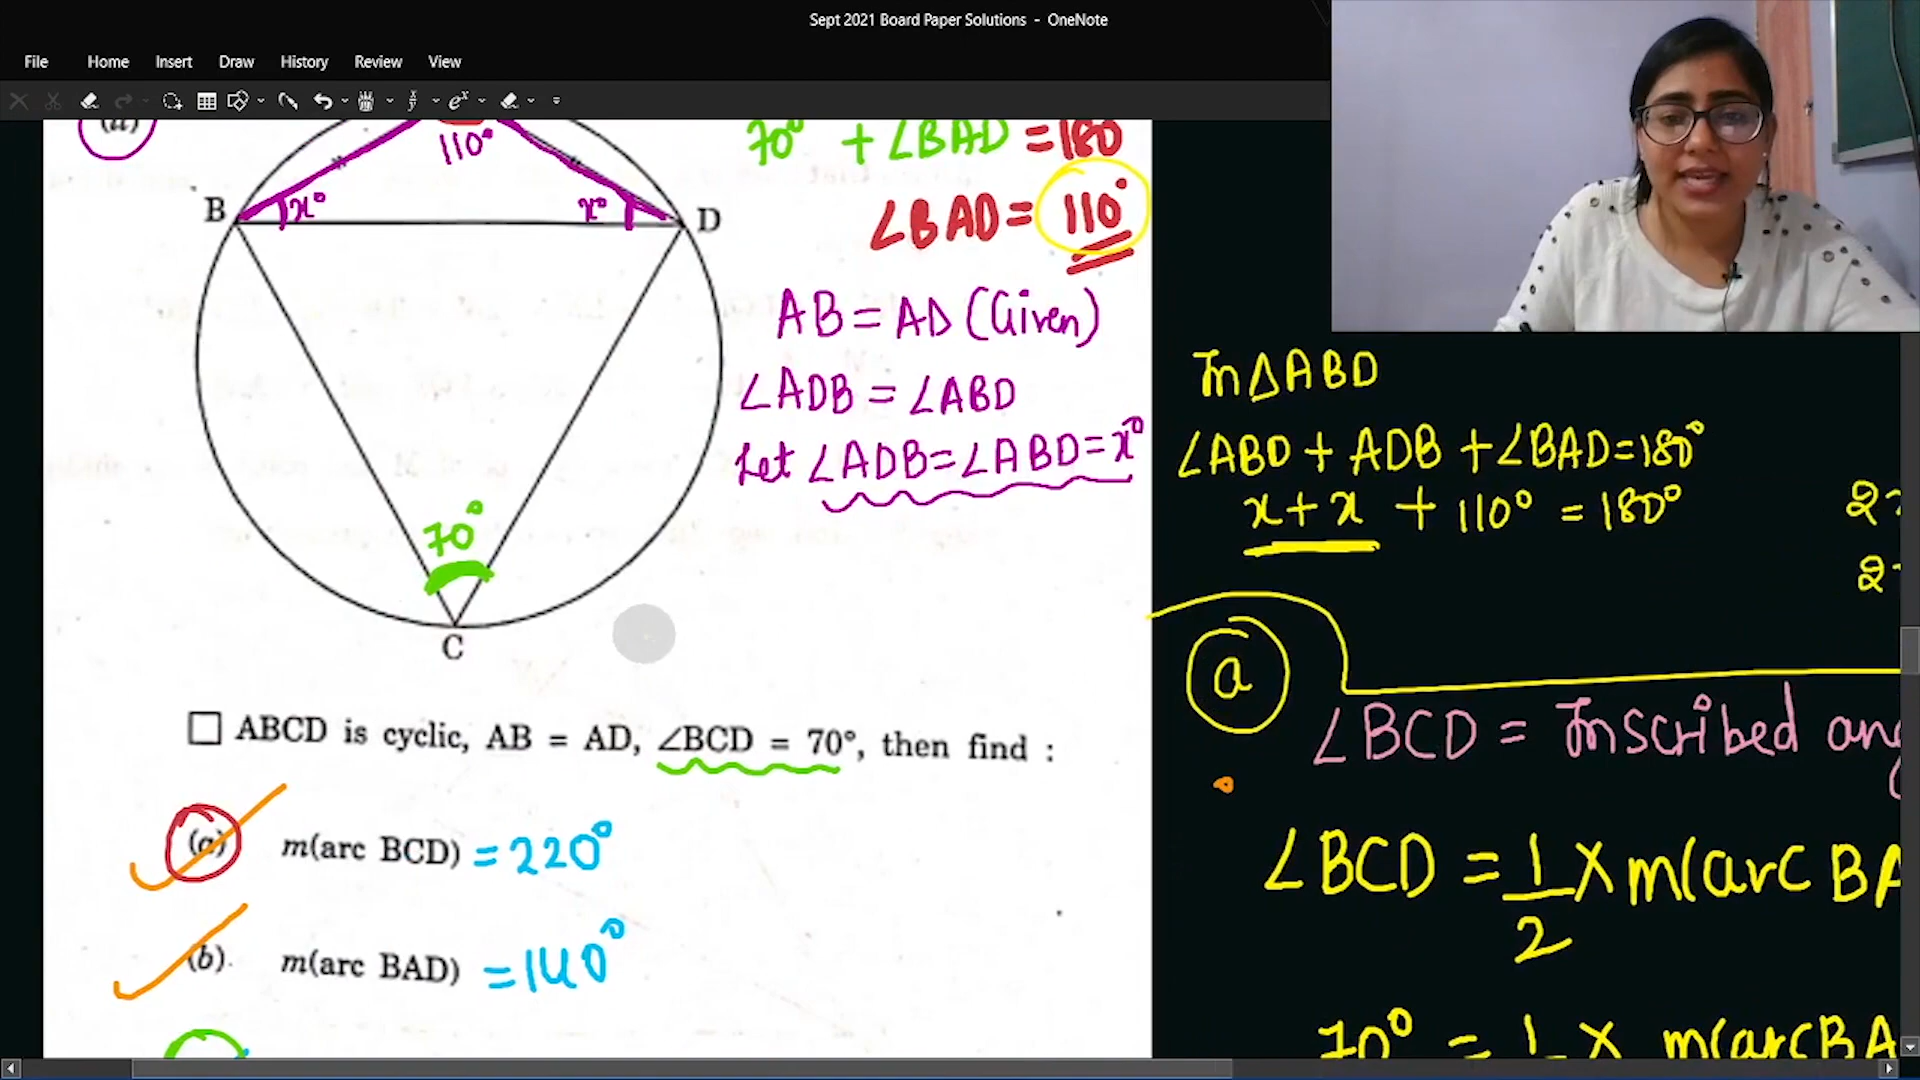 Sept 2021 Board Paper Solutions - OneNote
File Home Insert Draw History Review View
110°
B x° x° D
70°
C
70° + ∠BAD = 180
∠BAD = 110°
AB = AD (Given)
∠ADB = ∠ABD
Let ∠ADB = ∠ABD = x°
In △ABD
∠ABD + ADB + ∠BAD = 180°
x + x + 110° = 180°
2
2
a
∠BCD = Inscribed
∠BCD = 1/2 × m(arc BA
70° = 1 × m(arc BA
□ ABCD is cyclic, AB = AD, ∠BCD = 70°, then find :
(a) m(arc BCD) = 220°
(b). m(arc BAD) = 140°